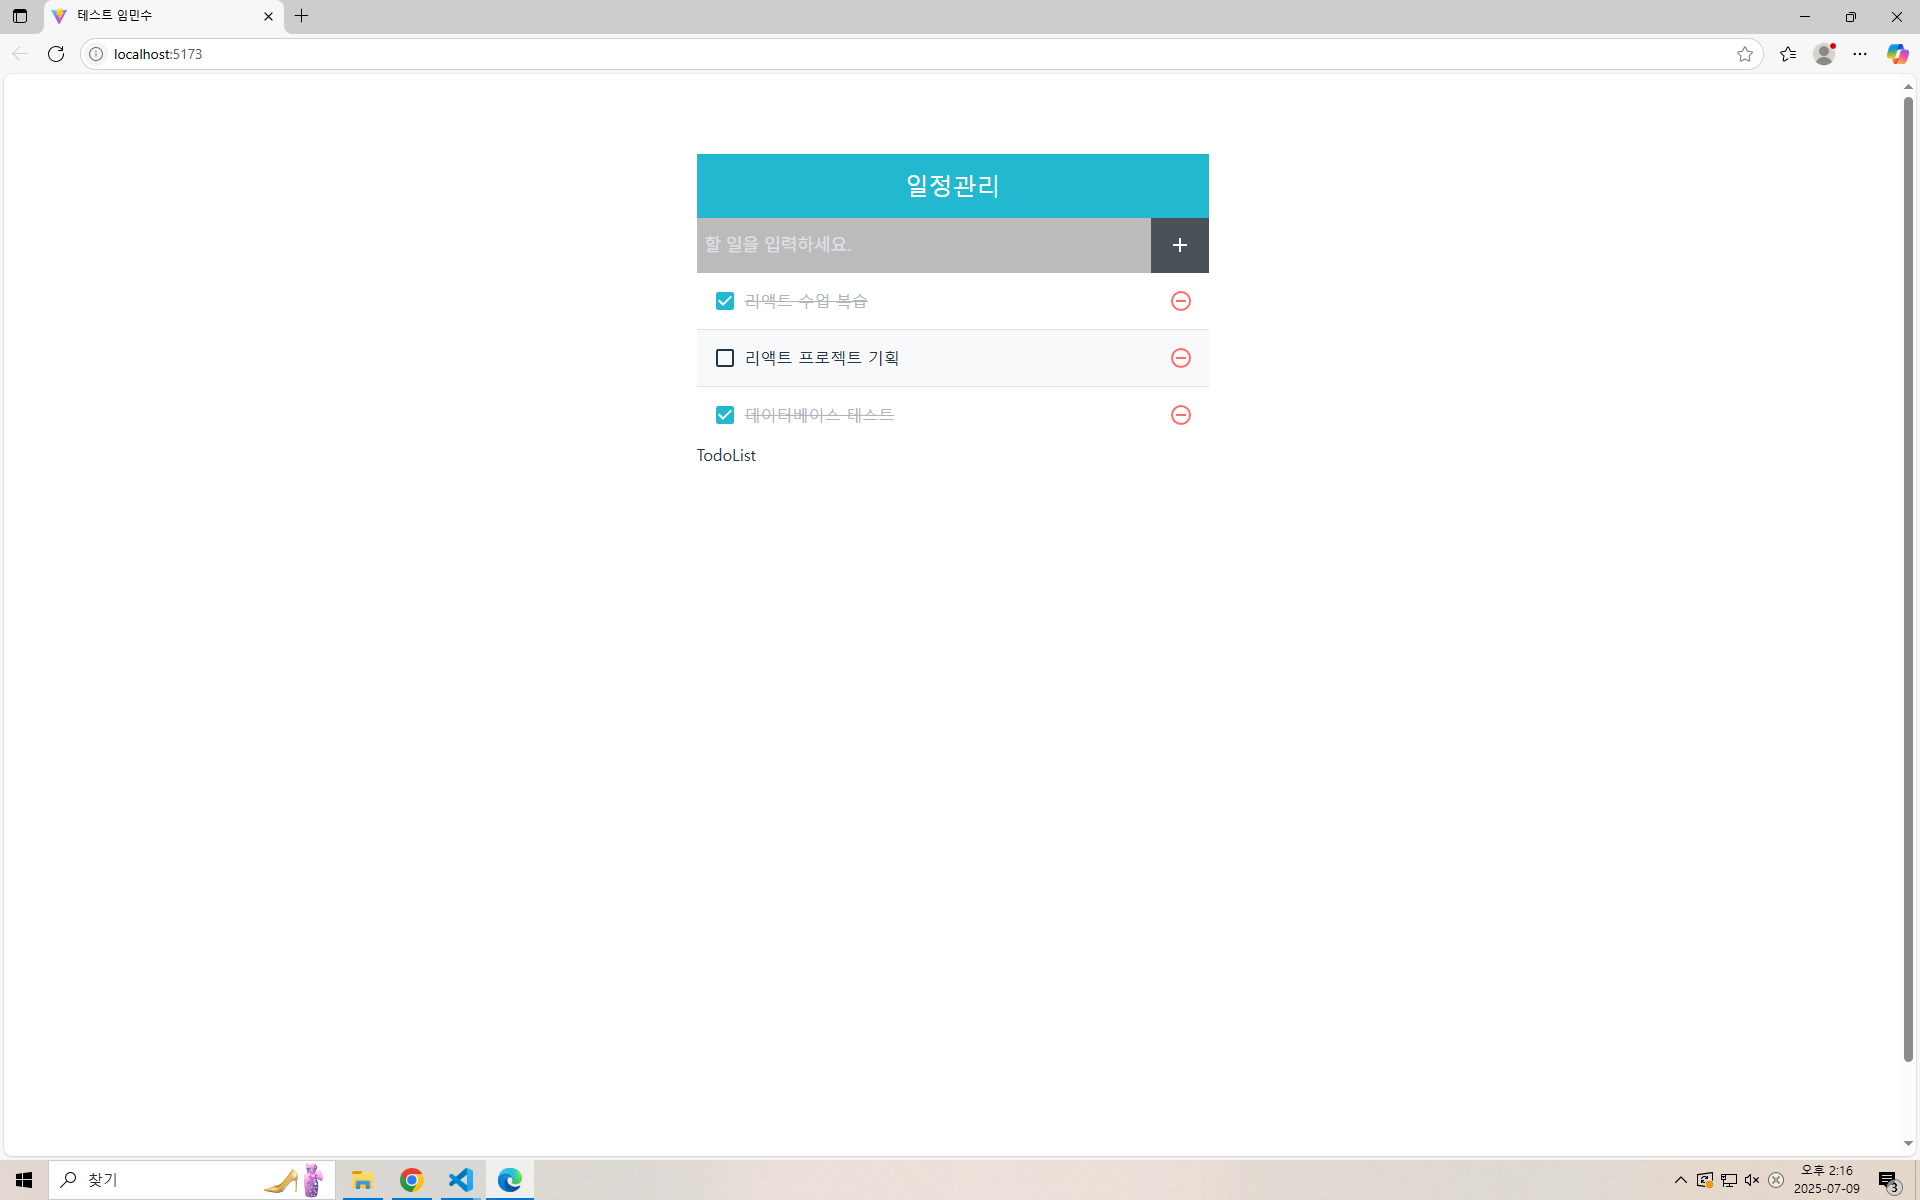 테스트 임민수
localhost:5173
일정관리
할 일을 입력하세요.
리액트 수업 복습
리액트 프로젝트 기획
데이터베이스 테스트
TodoList
찾기
오후 2:16
2025-07-09
3